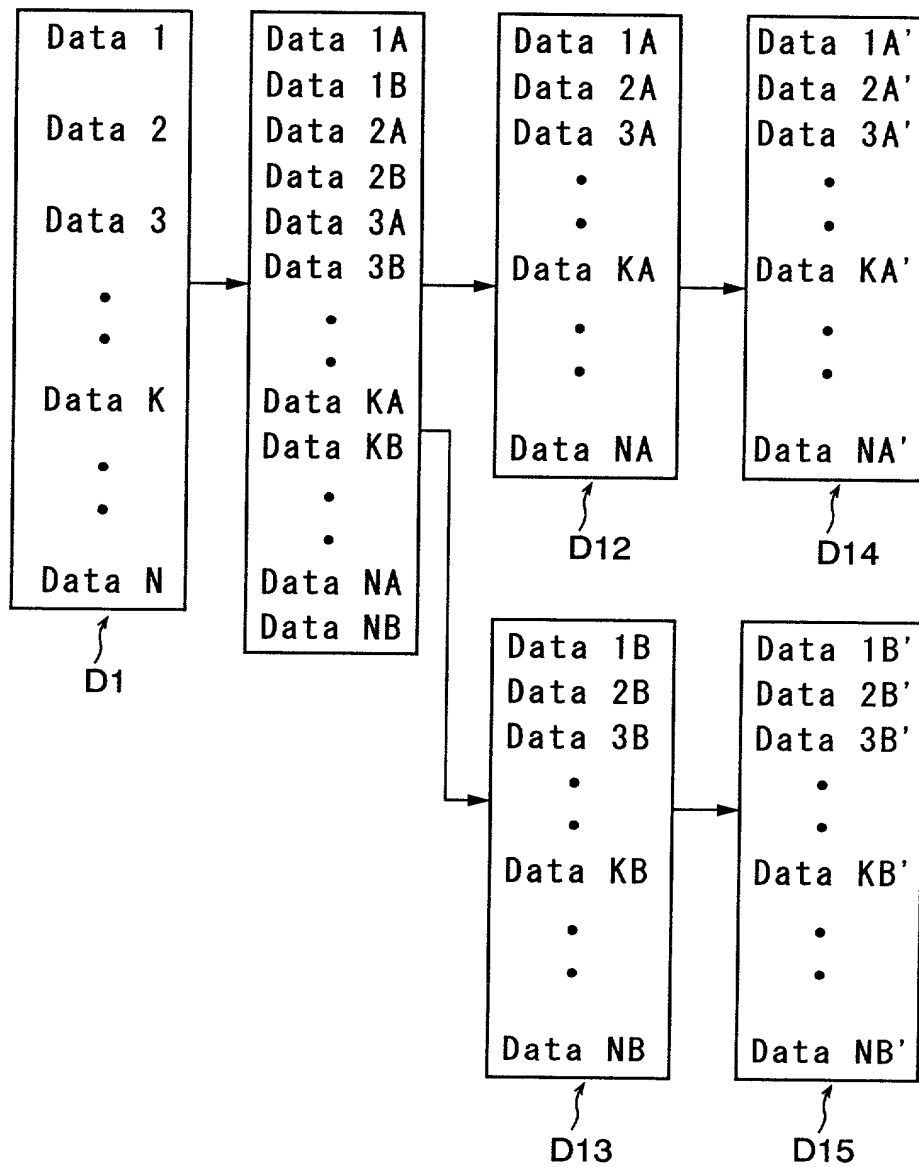 Data 1
Data 2
Data 3
Data K
Data N
D1
Data 1A
Data 1B
Data 2A
Data 2B
Data 3A
Data 3B
Data KA
Data KB
Data NA
Data NB
Data 1A
Data 2A
Data 3A
Data KA
Data NA
D12
Data 1A'
Data 2A'
Data 3A'
Data KA'
Data NA'
D14
Data 1B
Data 2B
Data 3B
Data KB
Data NB
D13
Data 1B'
Data 2B'
Data 3B'
Data KB'
Data NB'
D15